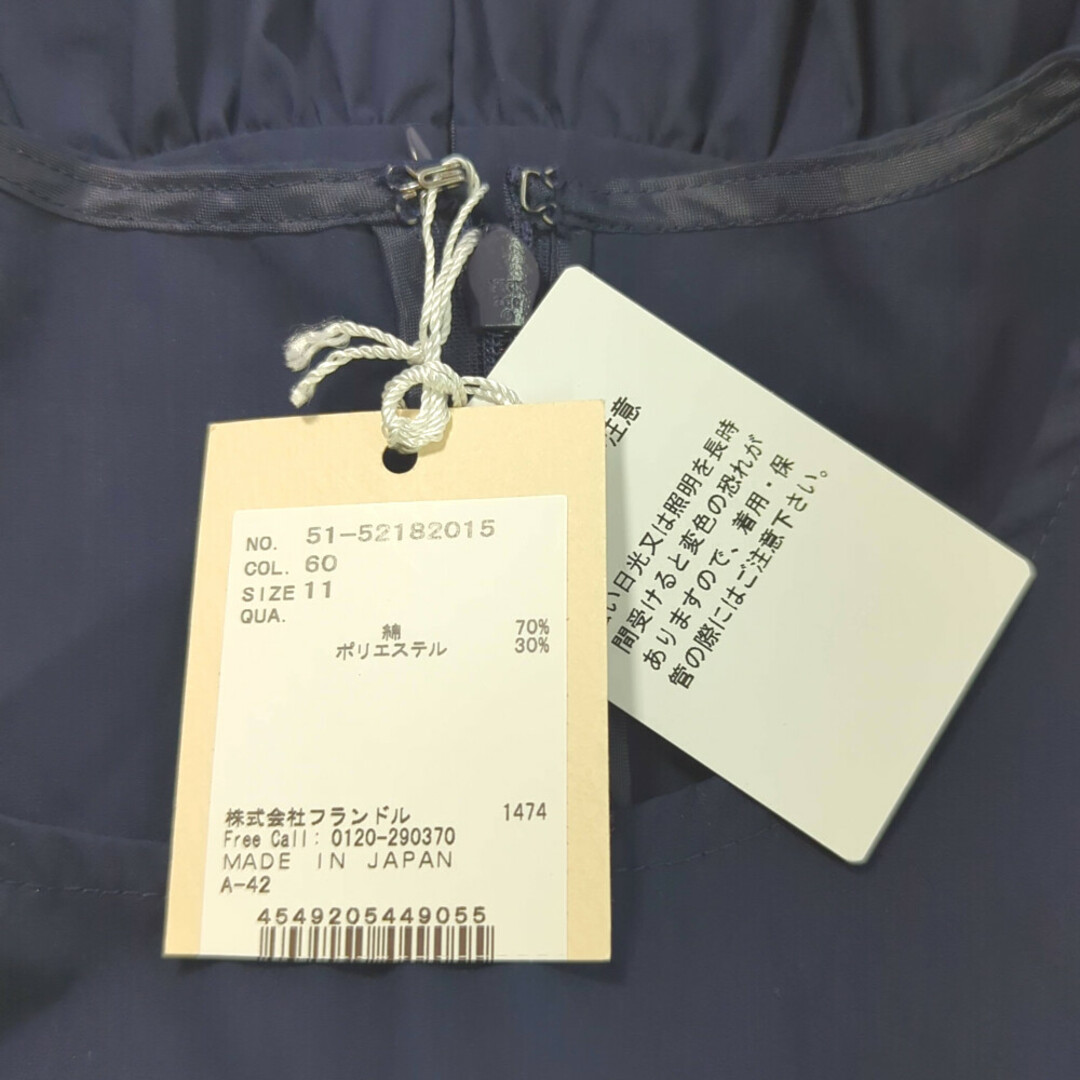 NO. 51-52182015
COL. 60
SIZE 11
QUA.
綿 70%
ポリエステル 30%
株式会社フランドル 1474
Free Call: 0120-290370
MADE IN JAPAN
A-42
4549205449055
注意
い日光又は照明を長時
間受けると変色の恐れが
ありますので、着用・保
管の際にはご注意下さい。